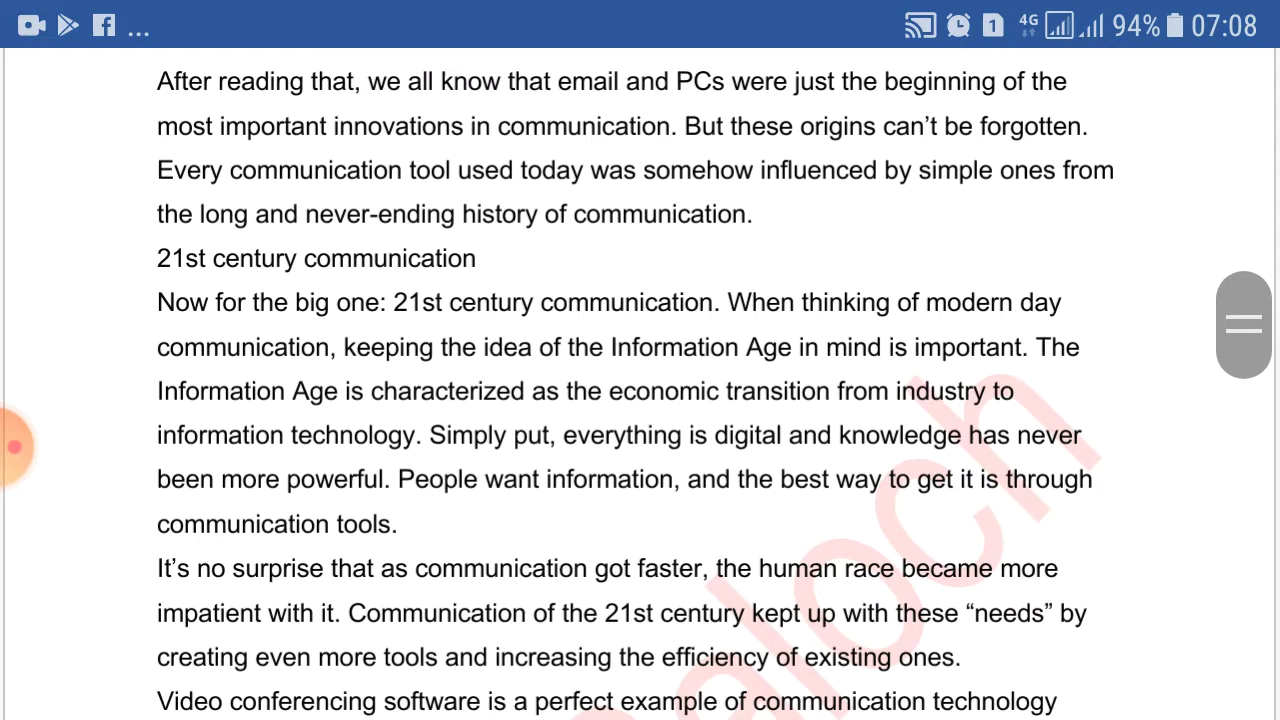 ... 1 4G 94% 07:08
After reading that, we all know that email and PCs were just the beginning of the
most important innovations in communication. But these origins can’t be forgotten.
Every communication tool used today was somehow influenced by simple ones from
the long and never-ending history of communication.
21st century communication
Now for the big one: 21st century communication. When thinking of modern day
communication, keeping the idea of the Information Age in mind is important. The
Information Age is characterized as the economic transition from industry to
information technology. Simply put, everything is digital and knowledge has never
been more powerful. People want information, and the best way to get it is through
communication tools.
It’s no surprise that as communication got faster, the human race became more
impatient with it. Communication of the 21st century kept up with these “needs” by
creating even more tools and increasing the efficiency of existing ones.
Video conferencing software is a perfect example of communication technology
aloch